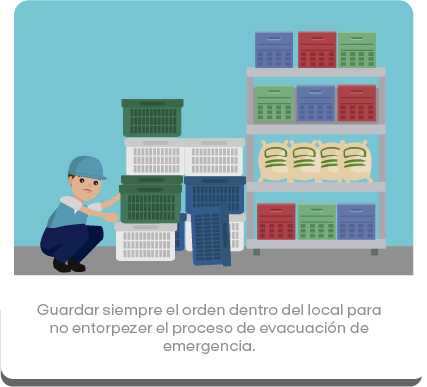 Guardar siempre el orden dentro del local para
no entorpezer el proceso de evacuación de
emergencia.